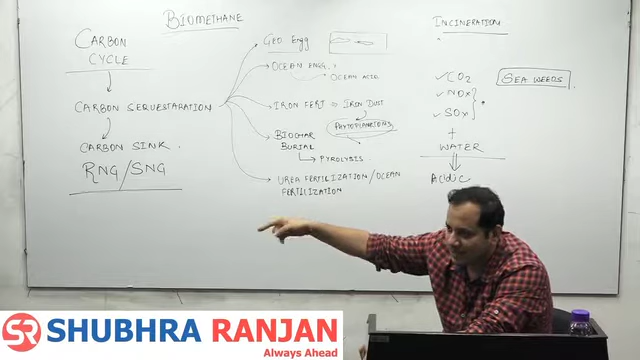 BIOMETHANE
CARBON
CYCLE
CARBON SEQUESTARATION
CARBON SINK.
RNG/SNG
GEO Engg
OCEAN ENGG.
OCEAN ACID
IRON FERT = IRON DUST
PHYTOPLANKTONS
BIOCHAR
BURIAL
PYROLYSIS
UREA FERTILIZATION/OCEAN
FERTILIZATION
INCINERATION
CO2
NOX
SOX
+
WATER
Acidic
SEA WEEDS
SR SHUBHRA RANJAN
Always Ahead